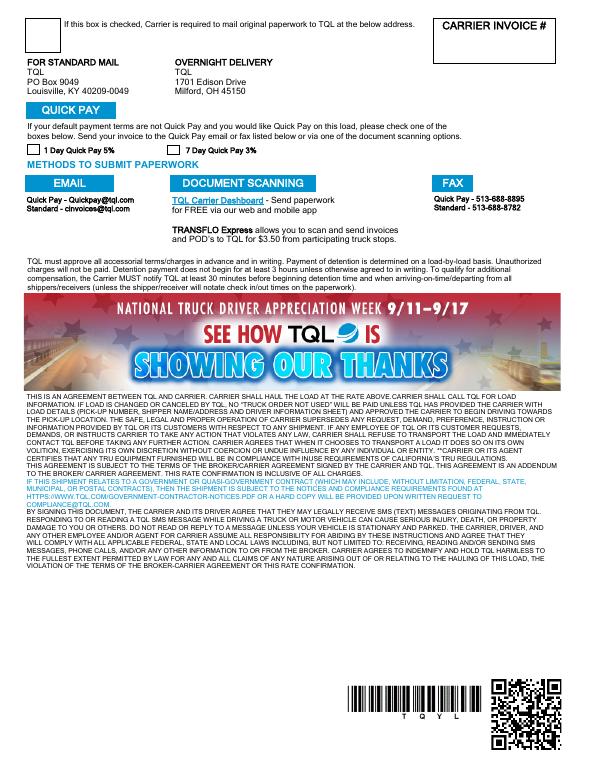 If this box is checked, Carrier is required to mail original paperwork to TQL at the below address.
CARRIER INVOICE #
FOR STANDARD MAIL
TQL
PO Box 9049
Louisville, KY 40209-0049
OVERNIGHT DELIVERY
TQL
1701 Edison Drive
Milford, OH 45150
QUICK PAY
If your default payment terms are not Quick Pay and you would like Quick Pay on this load, please check one of the
boxes below. Send your invoice to the Quick Pay email or fax listed below or via one of the document scanning options.
1 Day Quick Pay 5%
7 Day Quick Pay 3%
METHODS TO SUBMIT PAPERWORK
EMAIL
Quick Pay - Quickpay@tql.com
Standard - cinvoices@tql.com
DOCUMENT SCANNING
TQL Carrier Dashboard - Send paperwork
for FREE via our web and mobile app
TRANSFLO Express allows you to scan and send invoices
and POD's to TQL for $3.50 from participating truck stops.
FAX
Quick Pay - 513-688-8895
Standard - 513-688-8782
TQL must approve all accessorial terms/charges in advance and in writing. Payment of detention is determined on a load-by-load basis. Unauthorized
charges will not be paid. Detention payment does not begin for at least 3 hours unless otherwise agreed to in writing. To qualify for additional
compensation, the Carrier MUST notify TQL at least 30 minutes before beginning detention time and when arriving-on-time/departing from all
shippers/receivers (unless the shipper/receiver will notate check in/out times on the paperwork).
NATIONAL TRUCK DRIVER APPRECIATION WEEK 9/11–9/17
SEE HOW TQL IS
SHOWING OUR THANKS
THIS IS AN AGREEMENT BETWEEN TQL AND CARRIER. CARRIER SHALL HAUL THE LOAD AT THE RATE ABOVE.CARRIER SHALL CALL TQL FOR LOAD
INFORMATION. IF LOAD IS CHANGED OR CANCELED BY TQL, NO "TRUCK ORDER NOT USED" WILL BE PAID UNLESS TQL HAS PROVIDED THE CARRIER WITH
LOAD DETAILS (PICK-UP NUMBER, SHIPPER NAME/ADDRESS AND DRIVER INFORMATION SHEET) AND APPROVED THE CARRIER TO BEGIN DRIVING TOWARDS
THE PICK-UP LOCATION. THE SAFE, LEGAL AND PROPER OPERATION OF CARRIER SUPERSEDES ANY REQUEST, DEMAND, PREFERENCE, INSTRUCTION OR
INFORMATION PROVIDED BY TQL OR ITS CUSTOMERS WITH RESPECT TO ANY SHIPMENT. IF ANY EMPLOYEE OF TQL OR ITS CUSTOMER REQUESTS,
DEMANDS, OR INSTRUCTS CARRIER TO TAKE ANY ACTION THAT VIOLATES ANY LAW, CARRIER SHALL REFUSE TO TRANSPORT THE LOAD AND IMMEDIATELY
CONTACT TQL BEFORE TAKING ANY FURTHER ACTION. CARRIER AGREES THAT WHEN IT CHOOSES TO TRANSPORT A LOAD IT DOES SO ON ITS OWN
VOLITION, EXERCISING ITS OWN DISCRETION WITHOUT COERCION OR UNDUE INFLUENCE BY ANY INDIVIDUAL OR ENTITY. **CARRIER OR ITS AGENT
CERTIFIES THAT ANY TRU EQUIPMENT FURNISHED WILL BE IN COMPLIANCE WITH INUSE REQUIREMENTS OF CALIFORNIA'S TRU REGULATIONS.
THIS AGREEMENT IS SUBJECT TO THE TERMS OF THE BROKER/CARRIER AGREEMENT SIGNED BY THE CARRIER AND TQL. THIS AGREEMENT IS AN ADDENDUM
TO THE BROKER/ CARRIER AGREEMENT. THIS RATE CONFIRMATION IS INCLUSIVE OF ALL CHARGES.
IF THIS SHIPMENT RELATES TO A GOVERNMENT OR QUASI-GOVERNMENT CONTRACT (WHICH MAY INCLUDE, WITHOUT LIMITATION, FEDERAL, STATE,
MUNICIPAL, OR POSTAL CONTRACTS), THEN THE SHIPMENT IS SUBJECT TO THE NOTICES AND COMPLIANCE REQUIREMENTS FOUND AT
HTTPS://WWW.TQL.COM/GOVERNMENT-CONTRACTOR-NOTICES.PDF OR A HARD COPY WILL BE PROVIDED UPON WRITTEN REQUEST TO
COMPLIANCE@TQL.COM.
BY SIGNING THIS DOCUMENT, THE CARRIER AND ITS DRIVER AGREE THAT THEY MAY LEGALLY RECEIVE SMS (TEXT) MESSAGES ORIGINATING FROM TQL.
RESPONDING TO OR READING A TQL SMS MESSAGE WHILE DRIVING A TRUCK OR MOTOR VEHICLE CAN CAUSE SERIOUS INJURY, DEATH, OR PROPERTY
DAMAGE TO YOU OR OTHERS. DO NOT READ OR REPLY TO A MESSAGE UNLESS YOUR VEHICLE IS STATIONARY AND PARKED. THE CARRIER, DRIVER, AND
ANY OTHER EMPLOYEE AND/OR AGENT FOR CARRIER ASSUME ALL RESPONSIBILITY FOR ABIDING BY THESE INSTRUCTIONS AND AGREE THAT THEY
WILL COMPLY WITH ALL APPLICABLE FEDERAL, STATE AND LOCAL LAWS INCLUDING, BUT NOT LIMITED TO: RECEIVING, READING AND/OR SENDING SMS
MESSAGES, PHONE CALLS, AND/OR ANY OTHER INFORMATION TO OR FROM THE BROKER. CARRIER AGREES TO INDEMNIFY AND HOLD TQL HARMLESS TO
THE FULLEST EXTENT PERMITTED BY LAW FOR ANY AND ALL CLAIMS OF ANY NATURE ARISING OUT OF OR RELATING TO THE HAULING OF THIS LOAD, THE
VIOLATION OF THE TERMS OF THE BROKER-CARRIER AGREEMENT OR THIS RATE CONFIRMATION.
T Q Y L